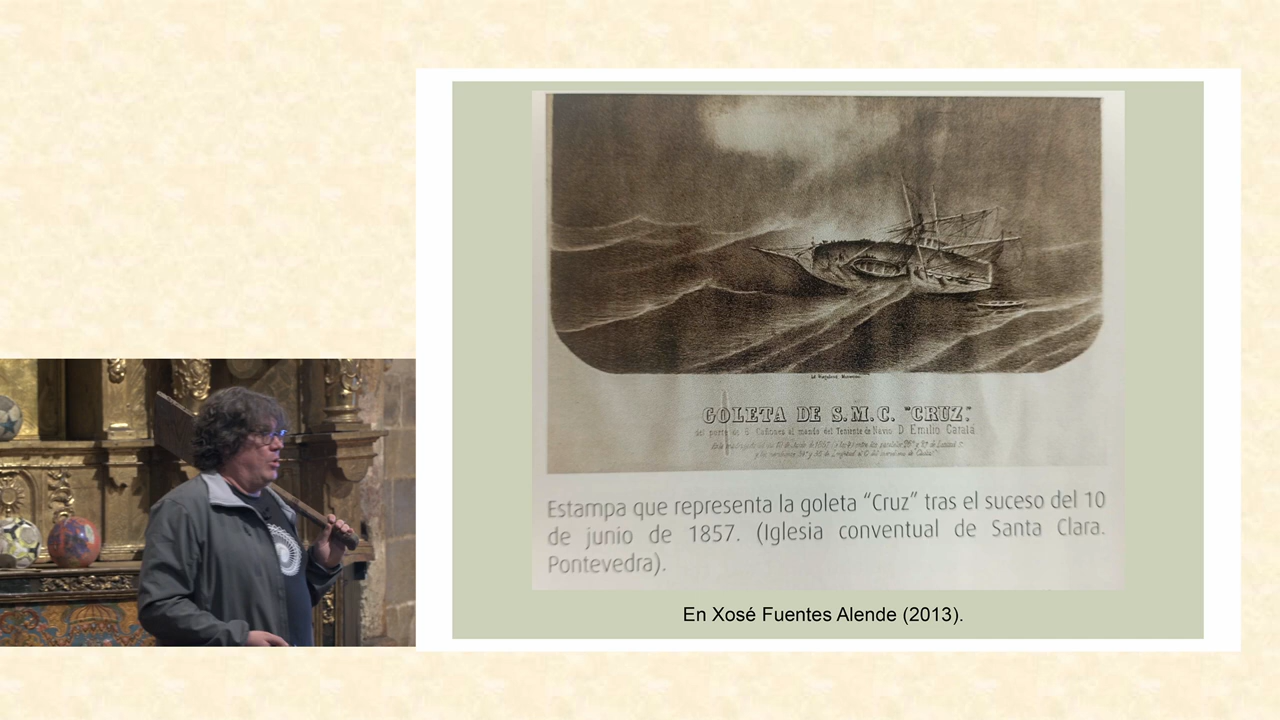 GOLETA DE S.M.C. "CRUZ."
del porte de 6 Cañones al mando del Teniente de Navio D. Emilio Catalá
Estampa que representa la goleta “Cruz” tras el suceso del 10
de junio de 1857. (Iglesia conventual de Santa Clara.
Pontevedra).
En Xosé Fuentes Alende (2013).